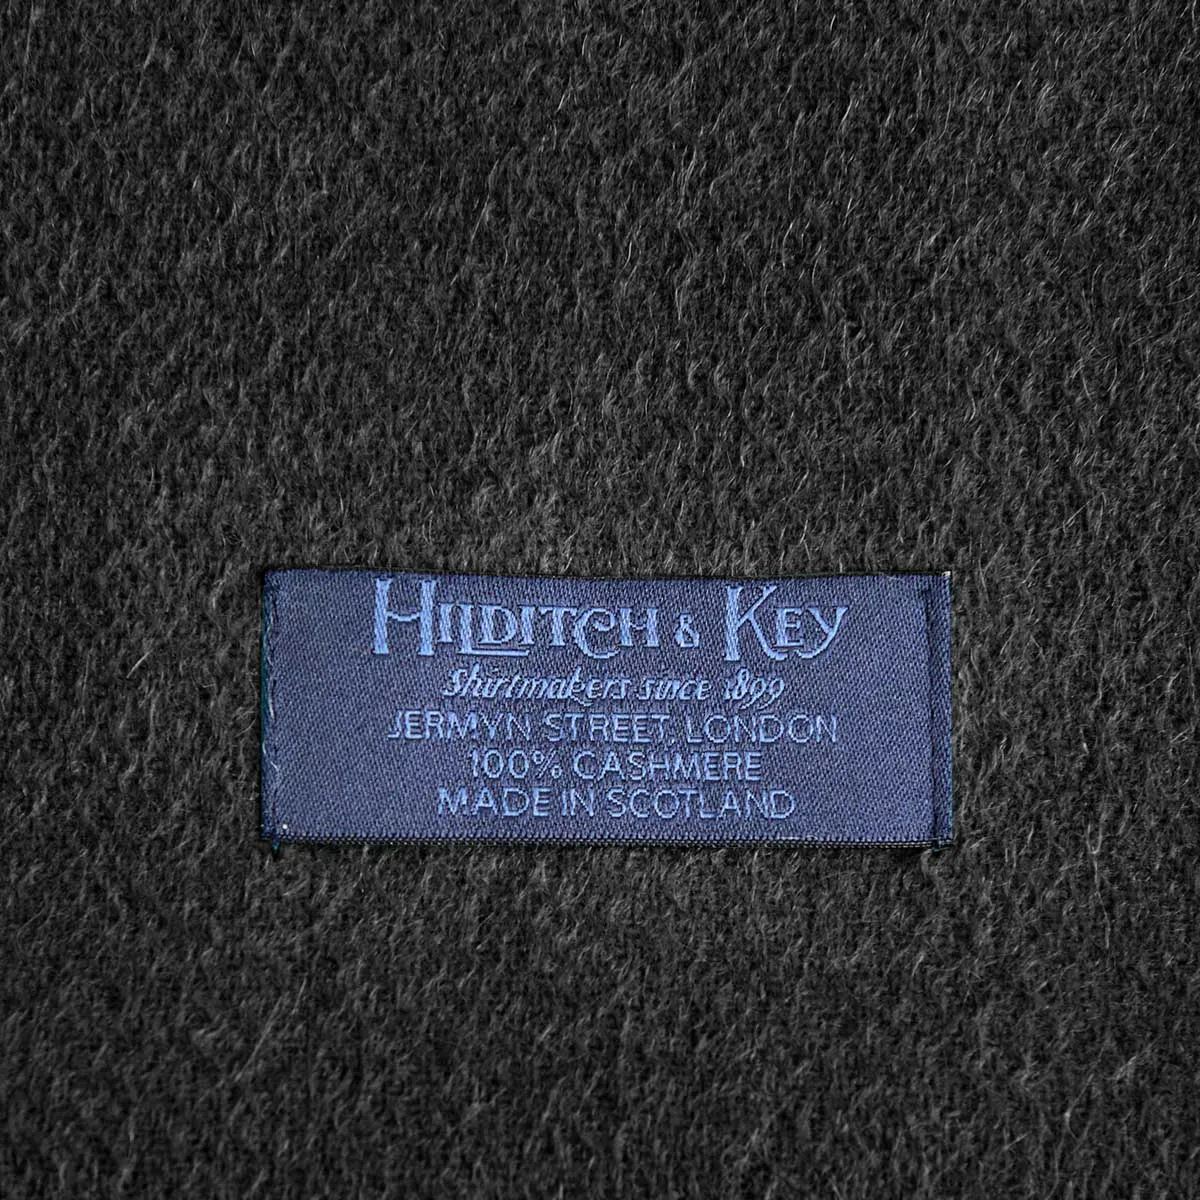 HILDITCH & KEY
Shirtmakers since 1899
JERMYN STREET, LONDON
100% CASHMERE
MADE IN SCOTLAND